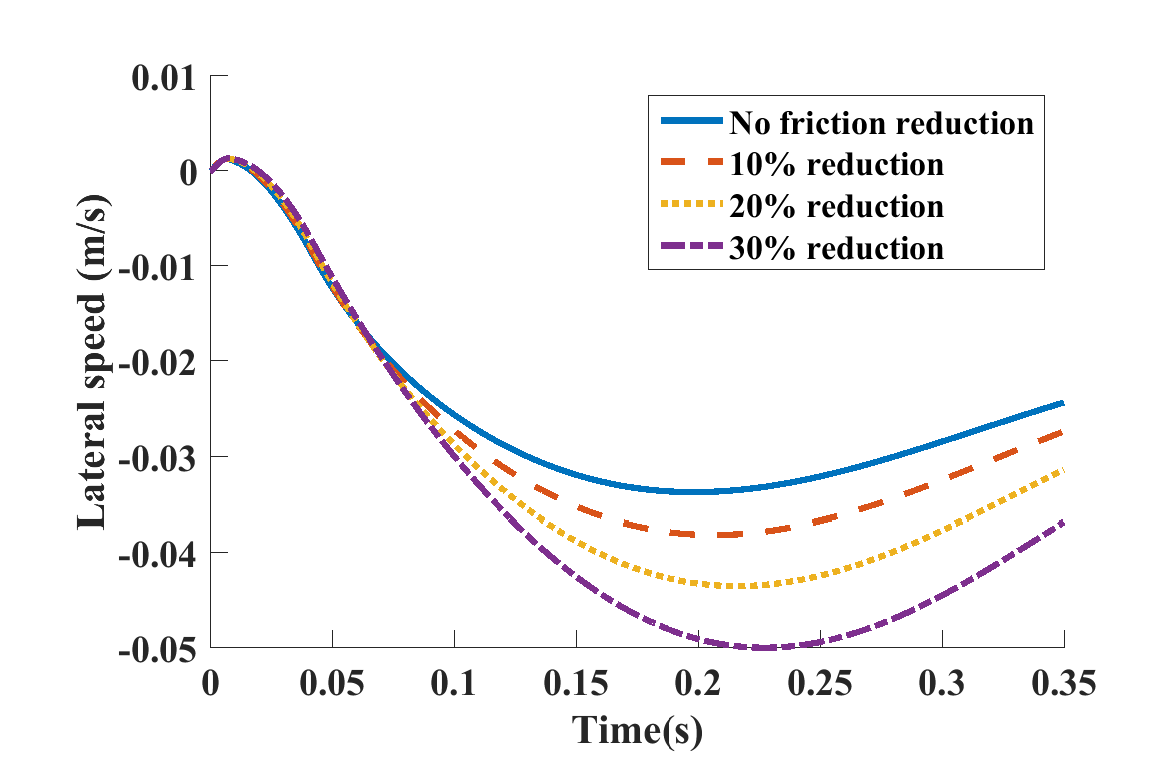 0.01
0
-0.01
-0.02
-0.03
-0.04
-0.05
Lateral speed (m/s)
No friction reduction
10% reduction
20% reduction
30% reduction
0 0.05 0.1 0.15 0.2 0.25 0.3 0.35
Time(s)